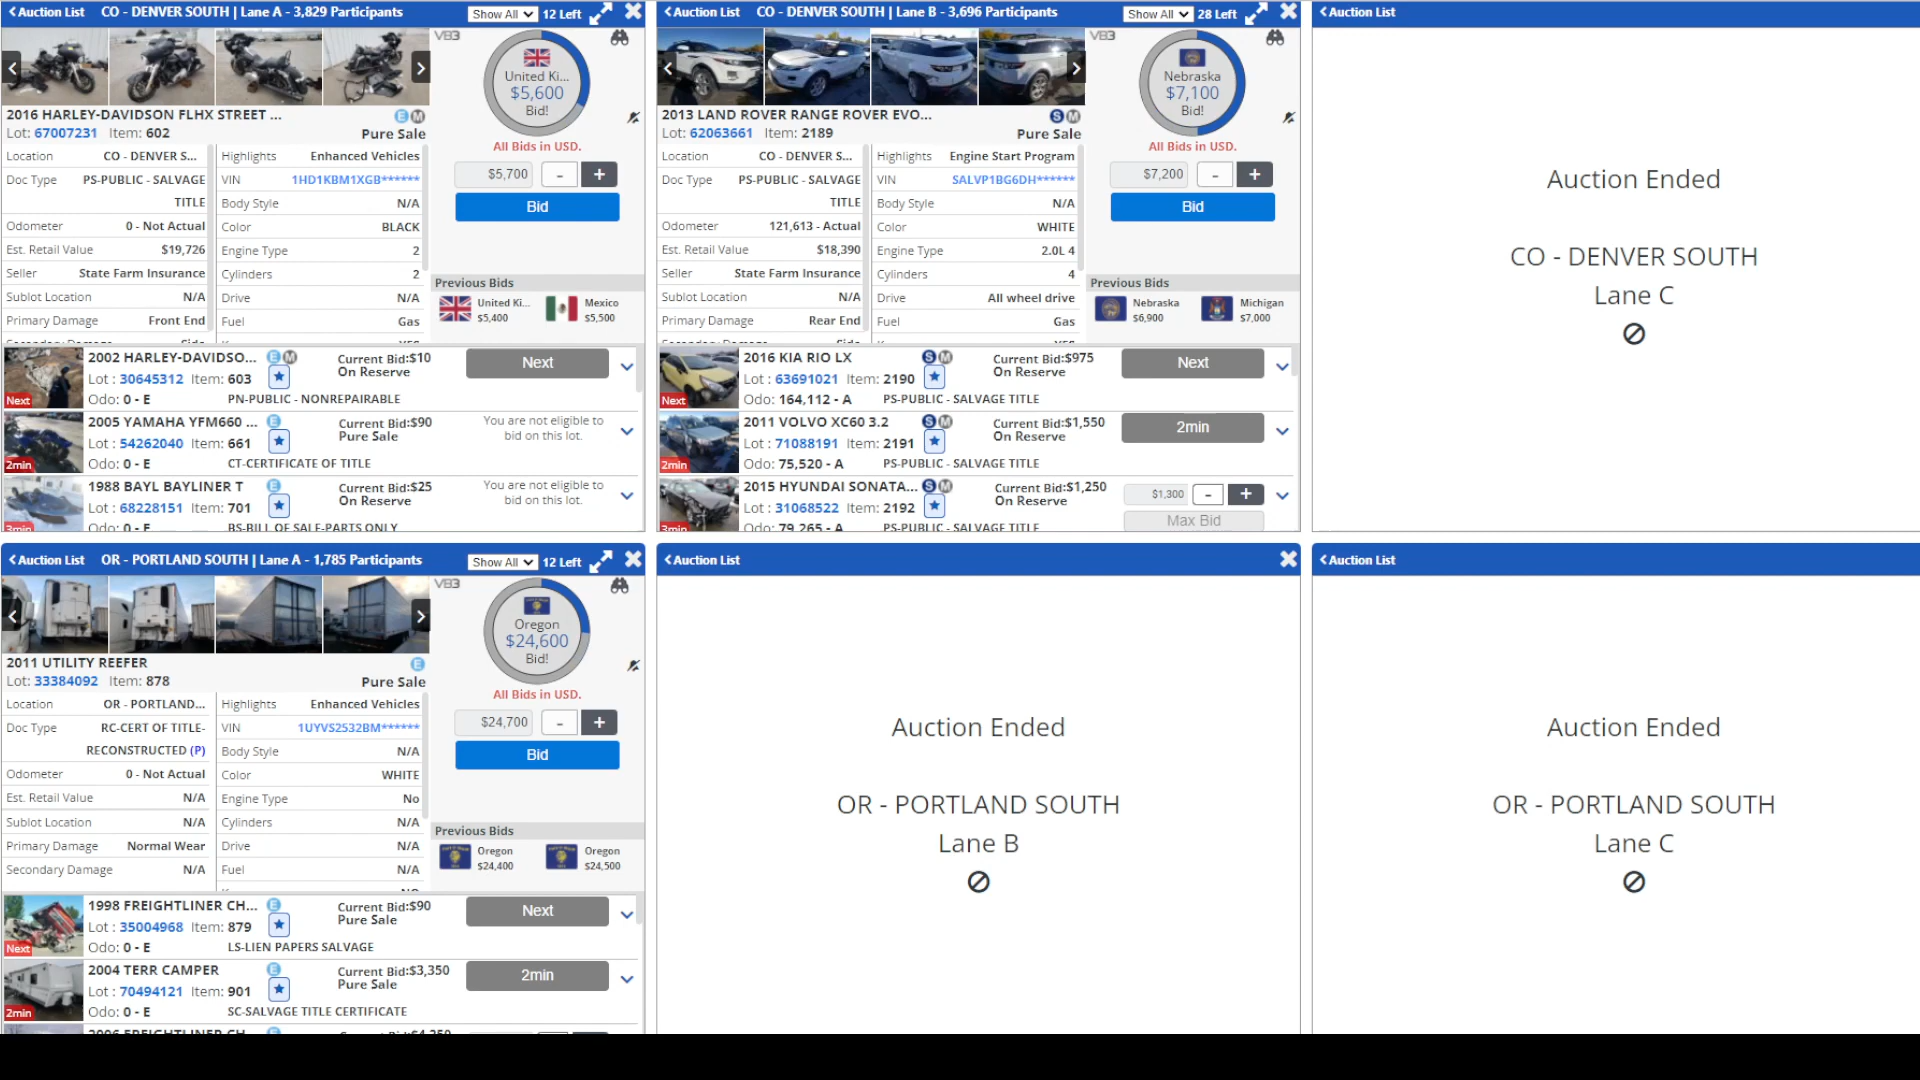 Auction List CO - DENVER SOUTH | Lane A - 3,829 Participants Show All 12 Left
VB3
United Ki...
$5,600
Bid!
2016 HARLEY-DAVIDSON FLHX STREET ... E M
Lot: 67007231 Item: 602 Pure Sale
All Bids in USD.
Location CO - DENVER S...
Doc Type PS-PUBLIC - SALVAGE
TITLE
Odometer 0 - Not Actual
Est. Retail Value $19,726
Seller State Farm Insurance
Sublot Location N/A
Primary Damage Front End
Highlights Enhanced Vehicles
VIN 1HD1KBM1XGB******
Body Style N/A
Color BLACK
Engine Type 2
Cylinders 2
Drive N/A
Fuel Gas
$5,700 - +
Bid
Previous Bids
United Ki... Mexico
$5,400 $5,500
2002 HARLEY-DAVIDSO... E M Current Bid:$10 Next
Lot : 30645312 Item: 603 On Reserve
Next Odo: 0 - E PN-PUBLIC - NONREPAIRABLE
2005 YAMAHA YFM660 ... E Current Bid:$90 You are not eligible to
Lot : 54262040 Item: 661 Pure Sale bid on this lot.
2min Odo: 0 - E CT-CERTIFICATE OF TITLE
1988 BAYL BAYLINER T E Current Bid:$25 You are not eligible to
Lot : 68228151 Item: 701 On Reserve bid on this lot.
3min Odo: 0 - E BS-BILL OF SALE-PARTS ONLY
Auction List CO - DENVER SOUTH | Lane B - 3,696 Participants Show All 28 Left
VB3
Nebraska
$7,100
Bid!
2013 LAND ROVER RANGE ROVER EVO... S M
Lot: 62063661 Item: 2189 Pure Sale
All Bids in USD.
Location CO - DENVER S...
Doc Type PS-PUBLIC - SALVAGE
TITLE
Odometer 121,613 - Actual
Est. Retail Value $18,390
Seller State Farm Insurance
Sublot Location N/A
Primary Damage Rear End
Highlights Engine Start Program
VIN SALVP1BG6DH******
Body Style N/A
Color WHITE
Engine Type 2.0L 4
Cylinders 4
Drive All wheel drive
Fuel Gas
$7,200 - +
Bid
Previous Bids
Nebraska Michigan
$6,900 $7,000
2016 KIA RIO LX S M Current Bid:$975 Next
Lot : 63691021 Item: 2190 On Reserve
Next Odo: 164,112 - A PS-PUBLIC - SALVAGE TITLE
2011 VOLVO XC60 3.2 S M Current Bid:$1,550 2min
Lot : 71088191 Item: 2191 On Reserve
2min Odo: 75,520 - A PS-PUBLIC - SALVAGE TITLE
2015 HYUNDAI SONATA... S M Current Bid:$1,250 $1,300 - +
Lot : 31068522 Item: 2192 On Reserve Max Bid
3min Odo: 79,265 - A PS-PUBLIC - SALVAGE TITLE
Auction List
Auction Ended
CO - DENVER SOUTH
Lane C
Auction List OR - PORTLAND SOUTH | Lane A - 1,785 Participants Show All 12 Left
VB3
Oregon
$24,600
Bid!
2011 UTILITY REEFER E
Lot: 33384092 Item: 878 Pure Sale
All Bids in USD.
Location OR - PORTLAND...
Doc Type RC-CERT OF TITLE-
RECONSTRUCTED (P)
Odometer 0 - Not Actual
Est. Retail Value N/A
Sublot Location N/A
Primary Damage Normal Wear
Secondary Damage N/A
Highlights Enhanced Vehicles
VIN 1UYVS2532BM******
Body Style N/A
Color WHITE
Engine Type No
Cylinders N/A
Drive N/A
Fuel N/A
$24,700 - +
Bid
Previous Bids
Oregon Oregon
$24,400 $24,500
1998 FREIGHTLINER CH... E Current Bid:$90 Next
Lot : 35004968 Item: 879 Pure Sale
Next Odo: 0 - E LS-LIEN PAPERS SALVAGE
2004 TERR CAMPER E Current Bid:$3,350 2min
Lot : 70494121 Item: 901 Pure Sale
2min Odo: 0 - E SC-SALVAGE TITLE CERTIFICATE
Auction List
Auction Ended
OR - PORTLAND SOUTH
Lane B
Auction List
Auction Ended
OR - PORTLAND SOUTH
Lane C